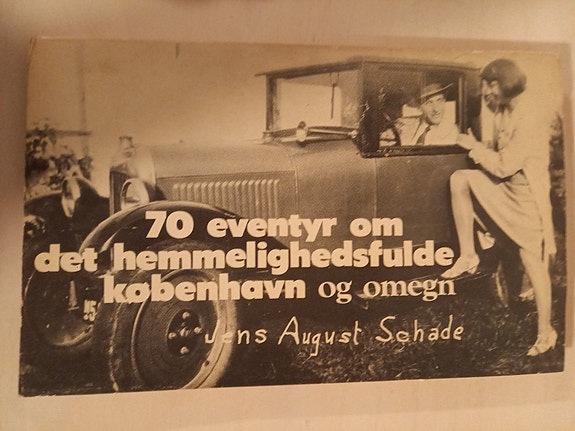 70 eventyr om
det hemmelighedsfulde
københavn og omegn
Jens August Schade